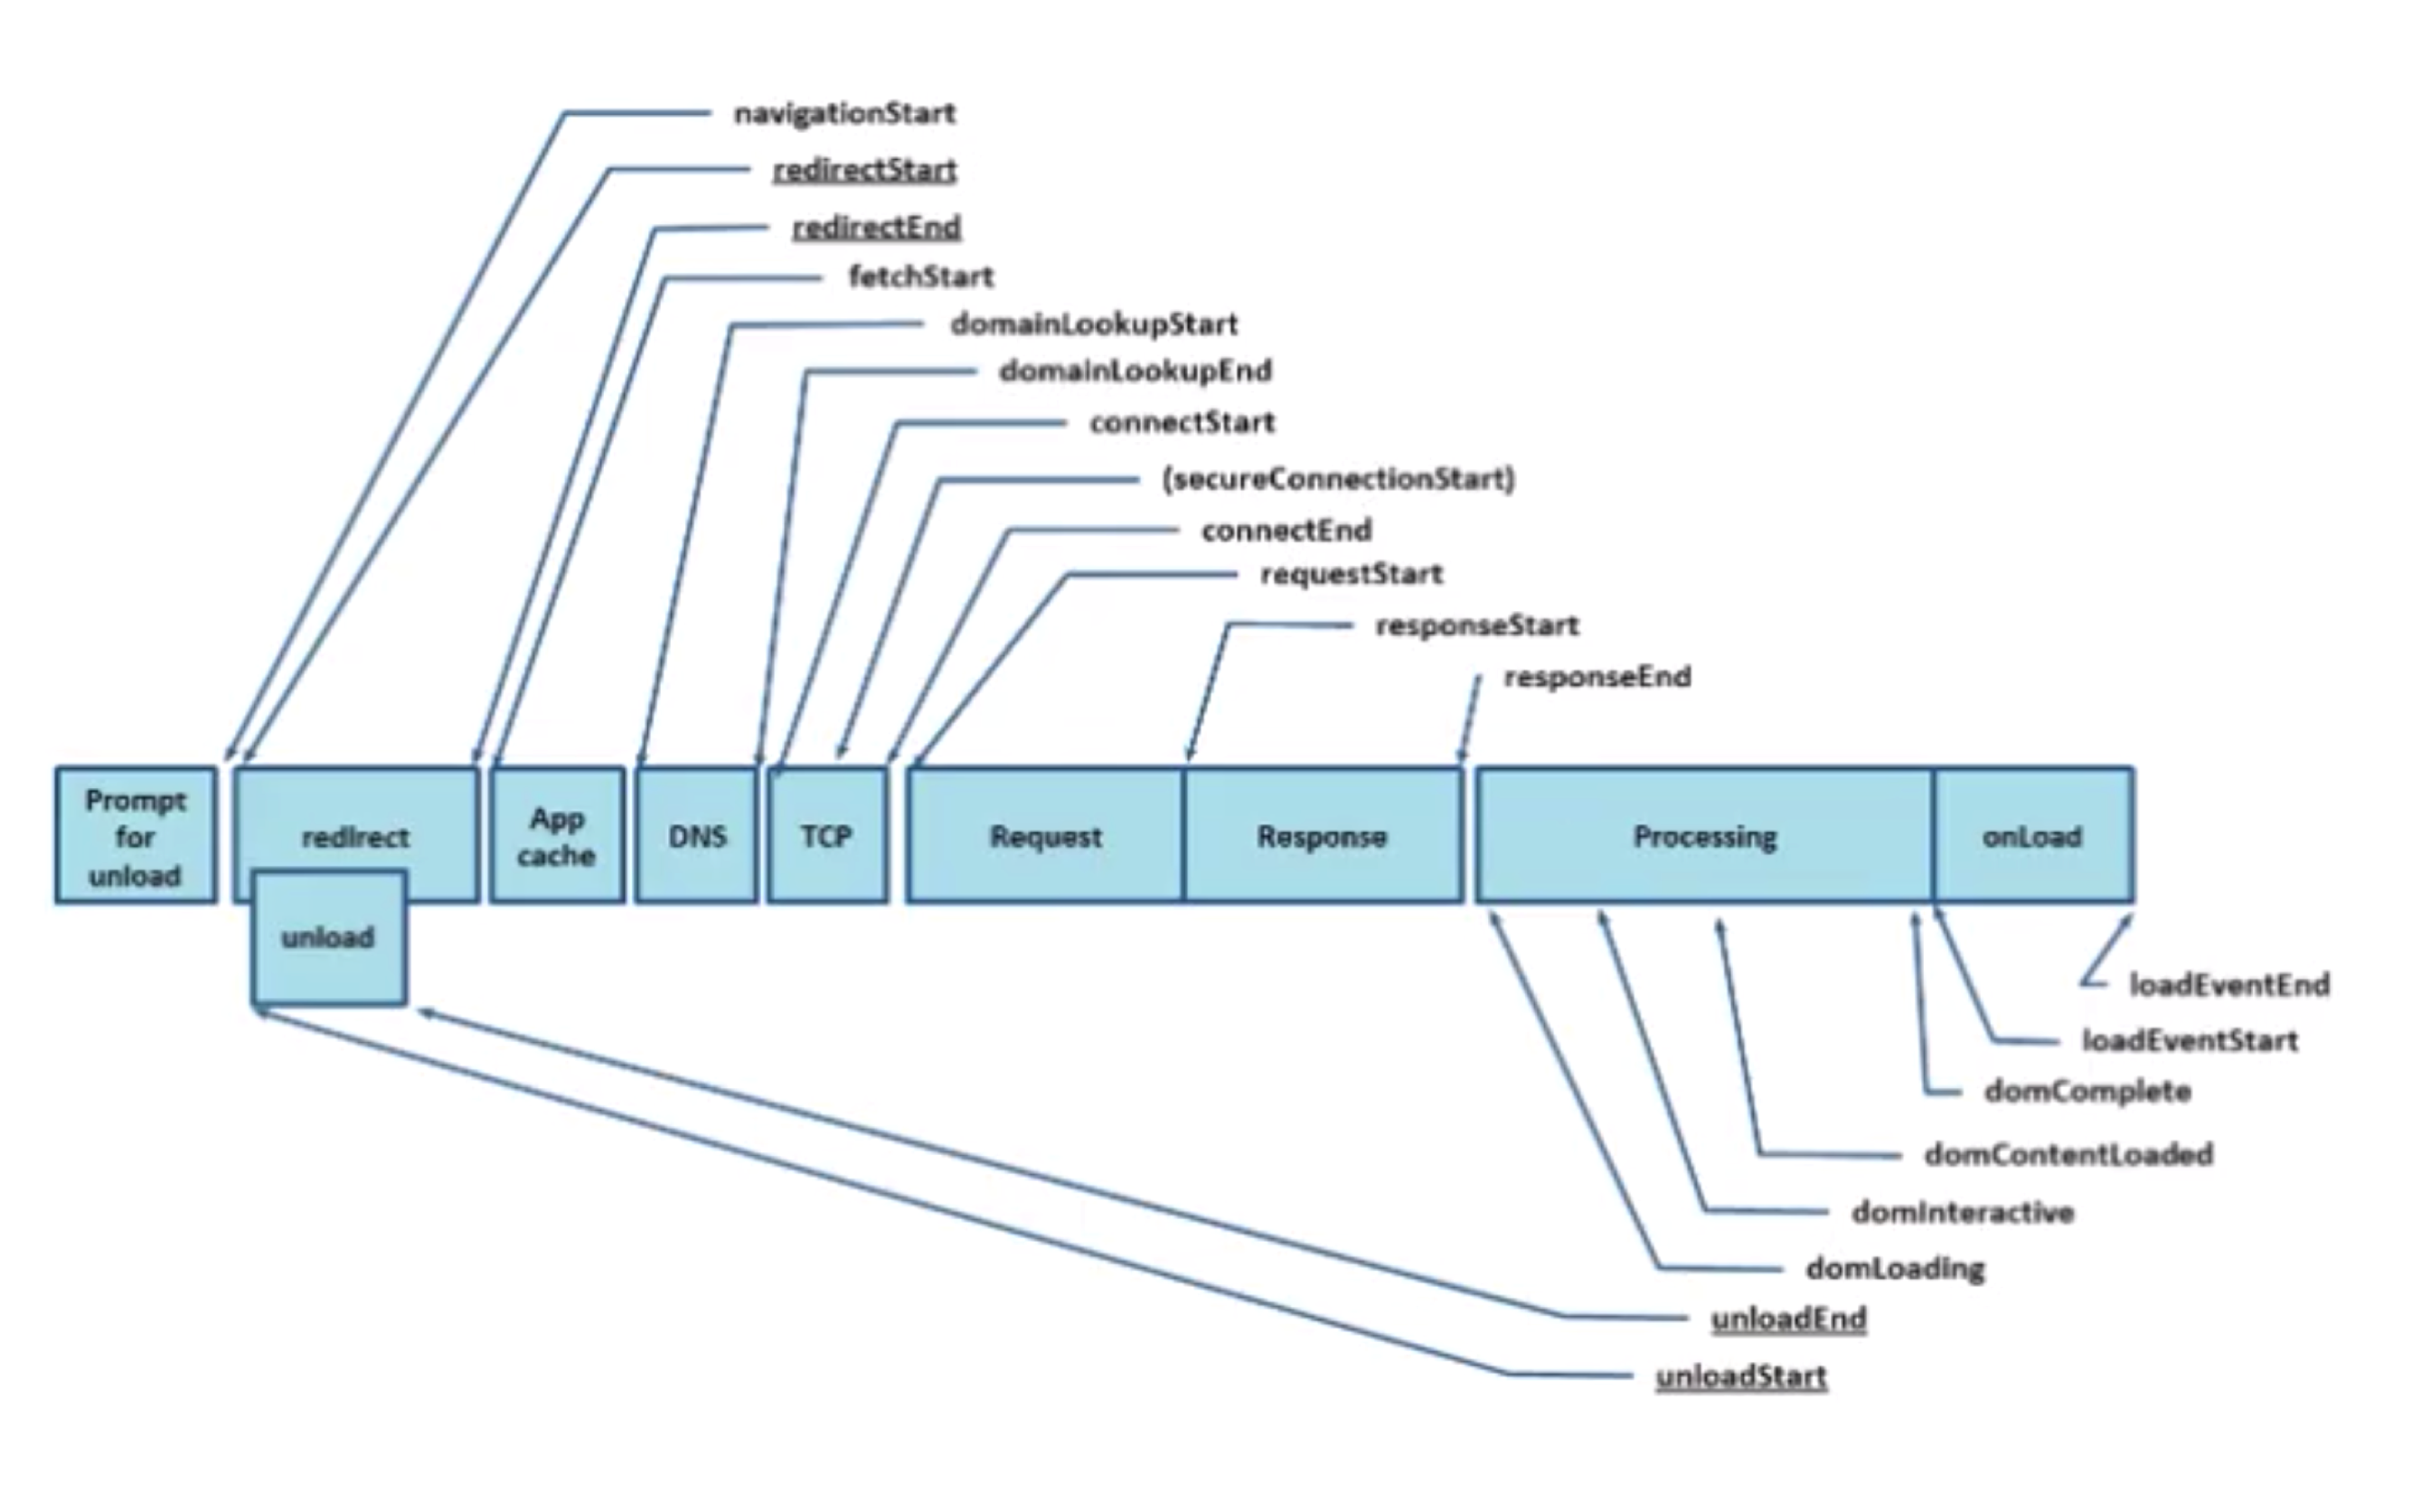 navigationStart
redirectStart
redirectEnd
fetchStart
domainLookupStart
domainLookupEnd
connectStart
(secureConnectionStart)
connectEnd
requestStart
responseStart
responseEnd
Prompt
for
unload
redirect
App
cache
DNS
TCP
Request
Response
Processing
onLoad
unload
loadEventEnd
loadEventStart
domComplete
domContentLoaded
domInteractive
domLoading
unloadEnd
unloadStart